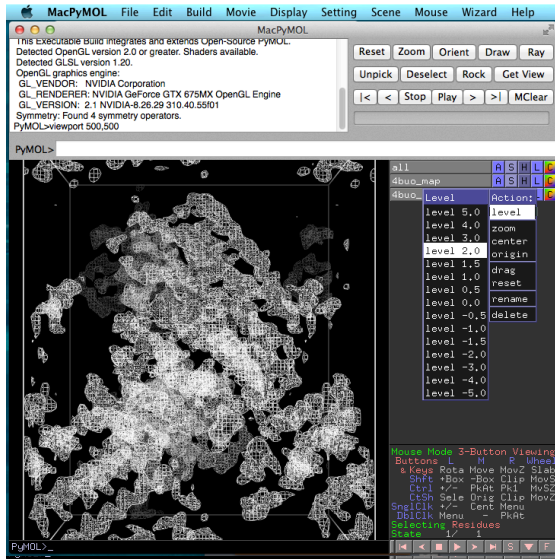 MacPyMOL File Edit Build Movie Display Setting Scene Mouse Wizard Help
MacPyMOL
This Executable Build integrates and extends Open-Source PyMOL.
Detected OpenGL version 2.0 or greater. Shaders available.
Detected GLSL version 1.20.
OpenGL graphics engine:
GL_VENDOR: NVIDIA Corporation
GL_RENDERER: NVIDIA GeForce GTX 675MX OpenGL Engine
GL_VERSION: 2.1 NVIDIA-8.26.29 310.40.55f01
Symmetry: Found 4 symmetry operators.
PyMOL>viewport 500,500
Reset Zoom Orient Draw Ray
Unpick Deselect Rock Get View
|< < Stop Play > >| MClear
PyMOL>
all A S H L C
4buo_map A S H L C
4buo_
Level
level 5.0
level 4.0
level 3.0
level 2.0
level 1.5
level 1.0
level 0.5
level 0.0
level -0.5
level -1.0
level -1.5
level -2.0
level -3.0
level -4.0
level -5.0
Action:
level
zoom
center
origin
drag
reset
rename
delete
Mouse Mode 3-Button Viewing
Buttons L M R Wheel
& Keys Rota Move MovZ Slab
Shft +Box -Box Clip MovS
Ctrl +/- PkAt Pk1 MvSZ
CtSh Sele Orig Clip MovZ
SnglClk +/- Cent Menu
DblClk Menu - PkAt
Selecting Residues
State 1/ 1
PyMOL>_
S F